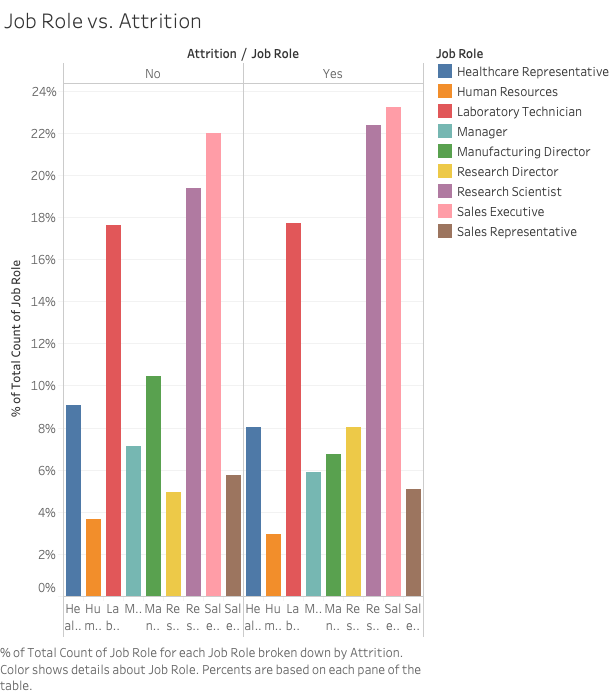 Job Role vs. Attrition
Attrition / Job Role
No Yes
24%
22%
20%
18%
16%
14%
12%
10%
8%
6%
4%
2%
0%
% of Total Count of Job Role
He Hu La M.. Ma Re Re Sal Sal He Hu La M.. Ma Re Re Sal Sal
al.. m.. b.. n.. s.. s.. e.. e.. al.. m.. b.. n.. s.. s.. e.. e..
Job Role
Healthcare Representative
Human Resources
Laboratory Technician
Manager
Manufacturing Director
Research Director
Research Scientist
Sales Executive
Sales Representative
% of Total Count of Job Role for each Job Role broken down by Attrition.
Color shows details about Job Role. Percents are based on each pane of the
table.